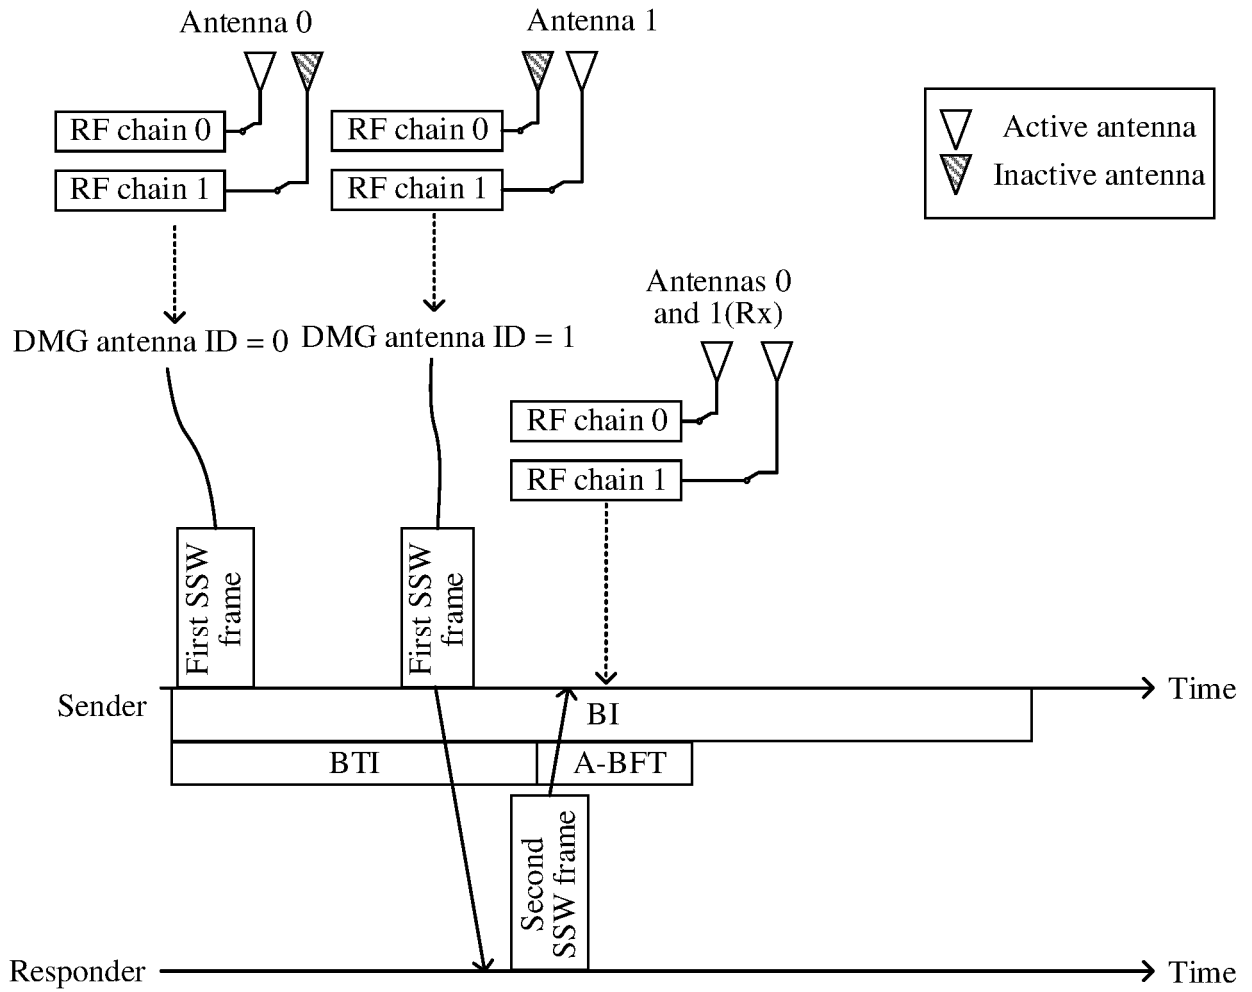 Antenna 0
Antenna 1
RF chain 0
RF chain 0
Active antenna
RF chain 1
RF chain 1
Inactive antenna
Antennas 0
and 1(Rx)
DMG antenna ID = 0
DMG antenna ID = 1
RF chain 0
RF chain 1
First SSW
frame
First SSW
frame
Sender
Time
BI
BTI
A-BFT
Second
SSW frame
Responder
Time